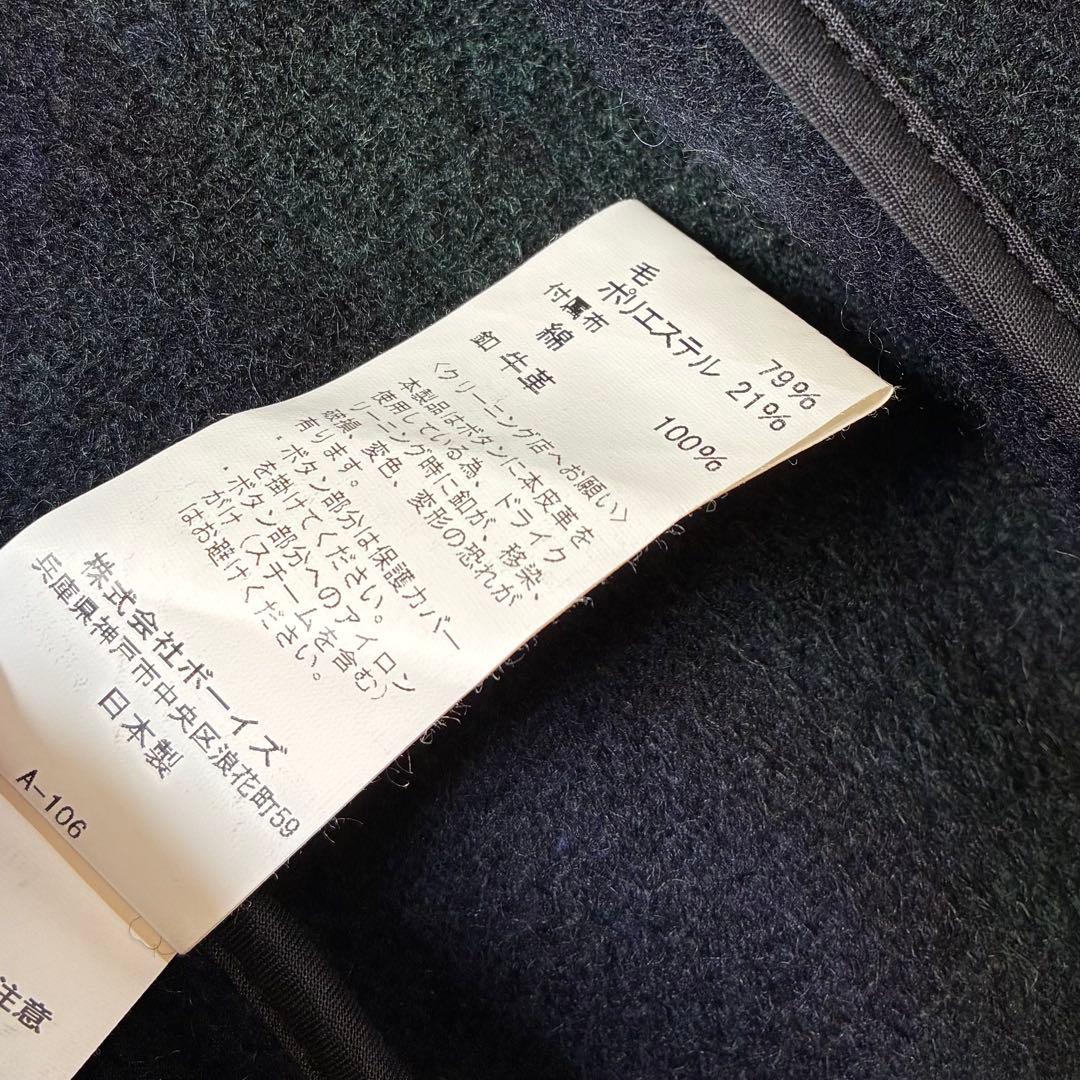 毛 79%
ポリエステル 21%
付属布
綿 100%
釦 牛革
〈クリーニング店へお願い〉
本製品はボタンに本皮革を
使用している為、ドライク
リーニング時に釦が、移染、
破損、変色、変形の恐れが
有ります。
・ボタン部分は保護カバー
を掛けてください。
・ボタン部分へのアイロン
がけ(スチームを含む)
はお避けください。
株式会社ボーイズ
兵庫県神戸市中央区浪花町59
日本製
A-106
注意